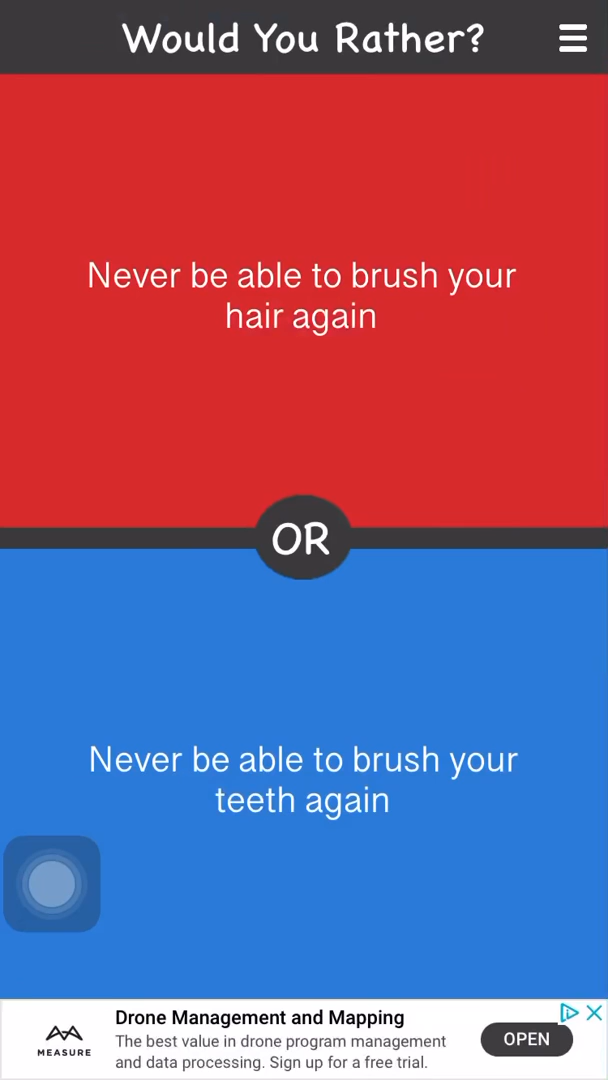 Would You Rather?
Never be able to brush your
hair again
OR
Never be able to brush your
teeth again
MEASURE
Drone Management and Mapping
The best value in drone program management
and data processing. Sign up for a free trial.
OPEN